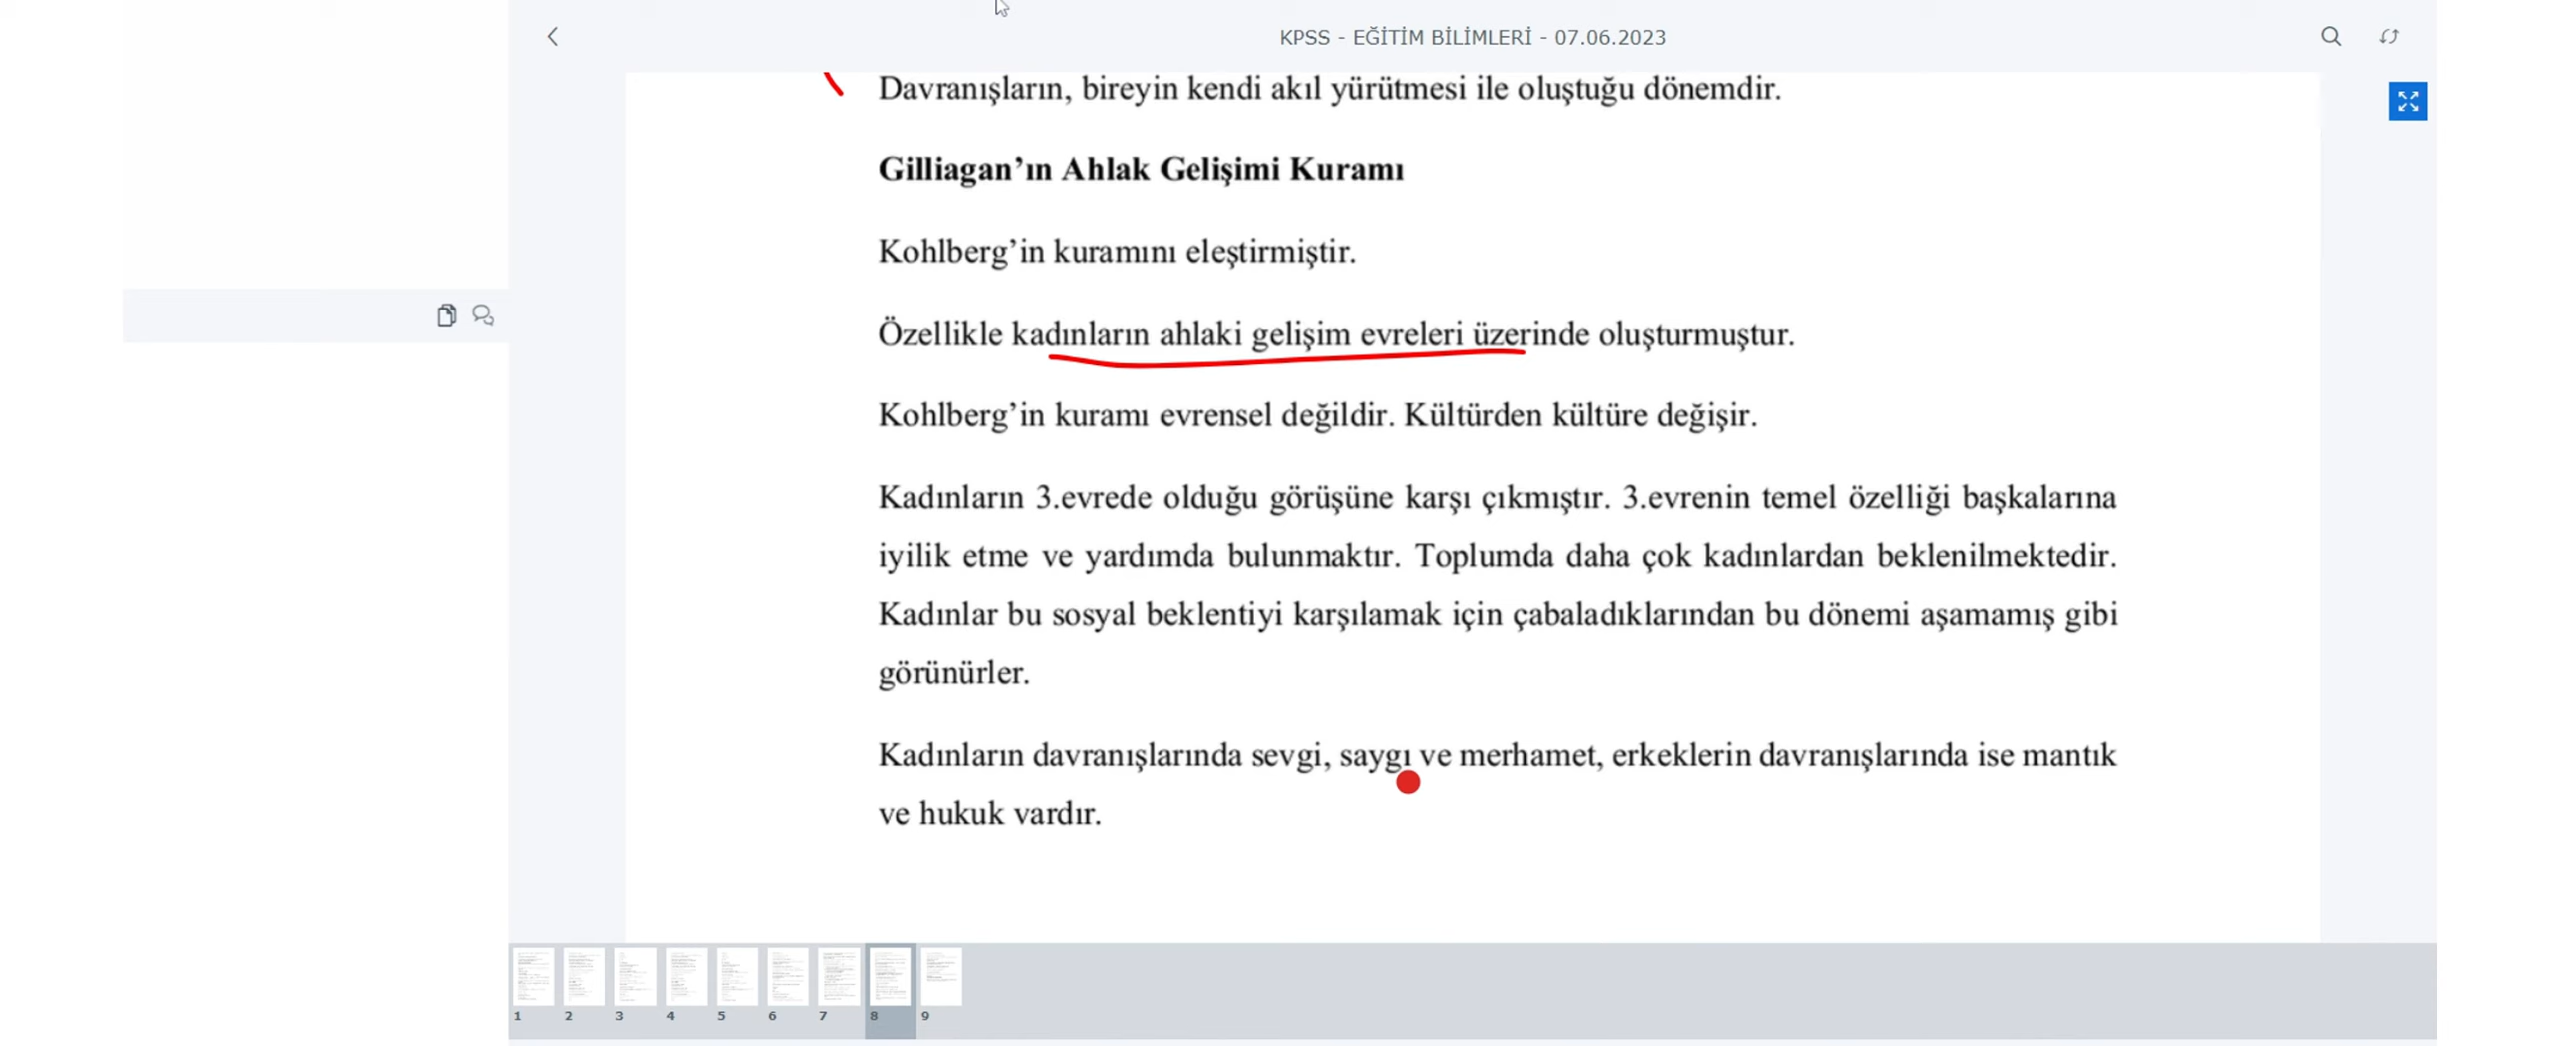 KPSS - EĞİTİM BİLİMLERİ - 07.06.2023
Davranışların, bireyin kendi akıl yürütmesi ile oluştuğu dönemdir.
Gilliagan’ın Ahlak Gelişimi Kuramı
Kohlberg’in kuramını eleştirmiştir.
Özellikle kadınların ahlaki gelişim evreleri üzerinde oluşturmuştur.
Kohlberg’in kuramı evrensel değildir. Kültürden kültüre değişir.
Kadınların 3.evrede olduğu görüşüne karşı çıkmıştır. 3.evrenin temel özelliği başkalarına
iyilik etme ve yardımda bulunmaktır. Toplumda daha çok kadınlardan beklenilmektedir.
Kadınlar bu sosyal beklentiyi karşılamak için çabaladıklarından bu dönemi aşamamış gibi
görünürler.
Kadınların davranışlarında sevgi, saygı ve merhamet, erkeklerin davranışlarında ise mantık
ve hukuk vardır.
1 2 3 4 5 6 7 8 9